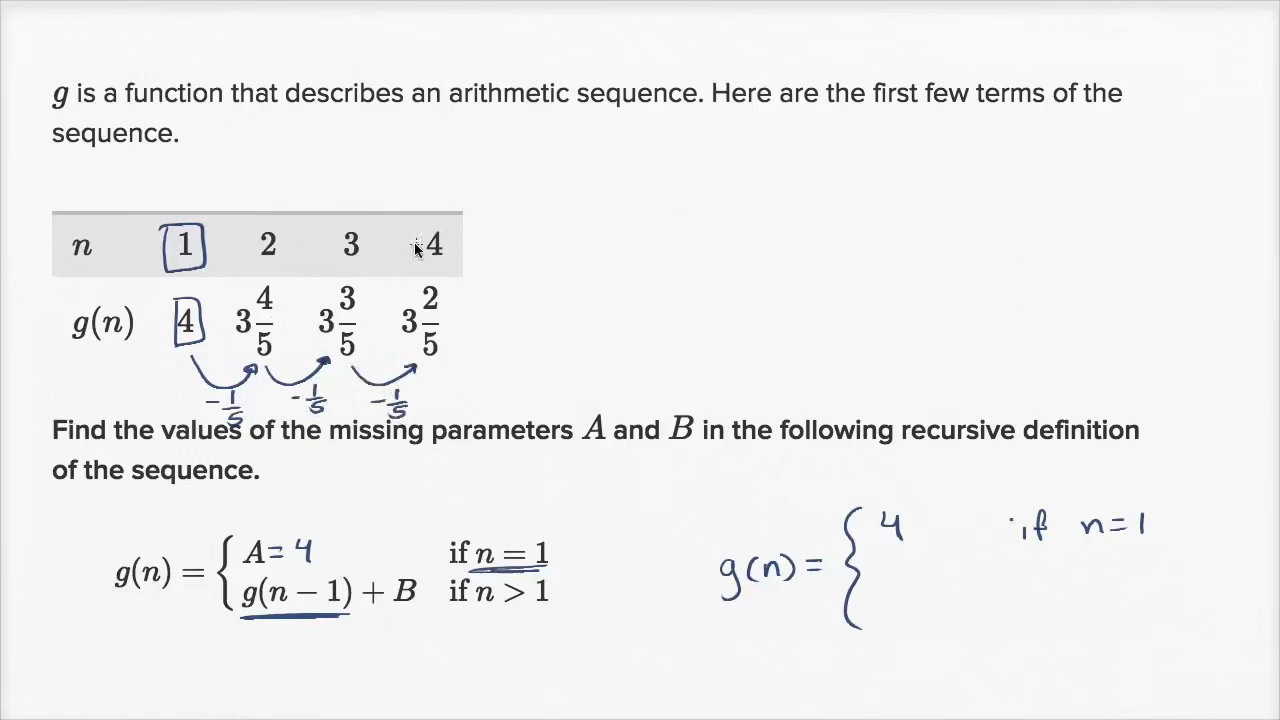 g is a function that describes an arithmetic sequence. Here are the first few terms of the
sequence.
n 1 2 3 4
g(n) 4 3 4/5 3 3/5 3 2/5
-1/5 -1/5 -1/5
Find the values of the missing parameters A and B in the following recursive definition
of the sequence.
g(n) = { A = 4 if n = 1
g(n − 1) + B if n > 1
g(n) = { 4 if n = 1